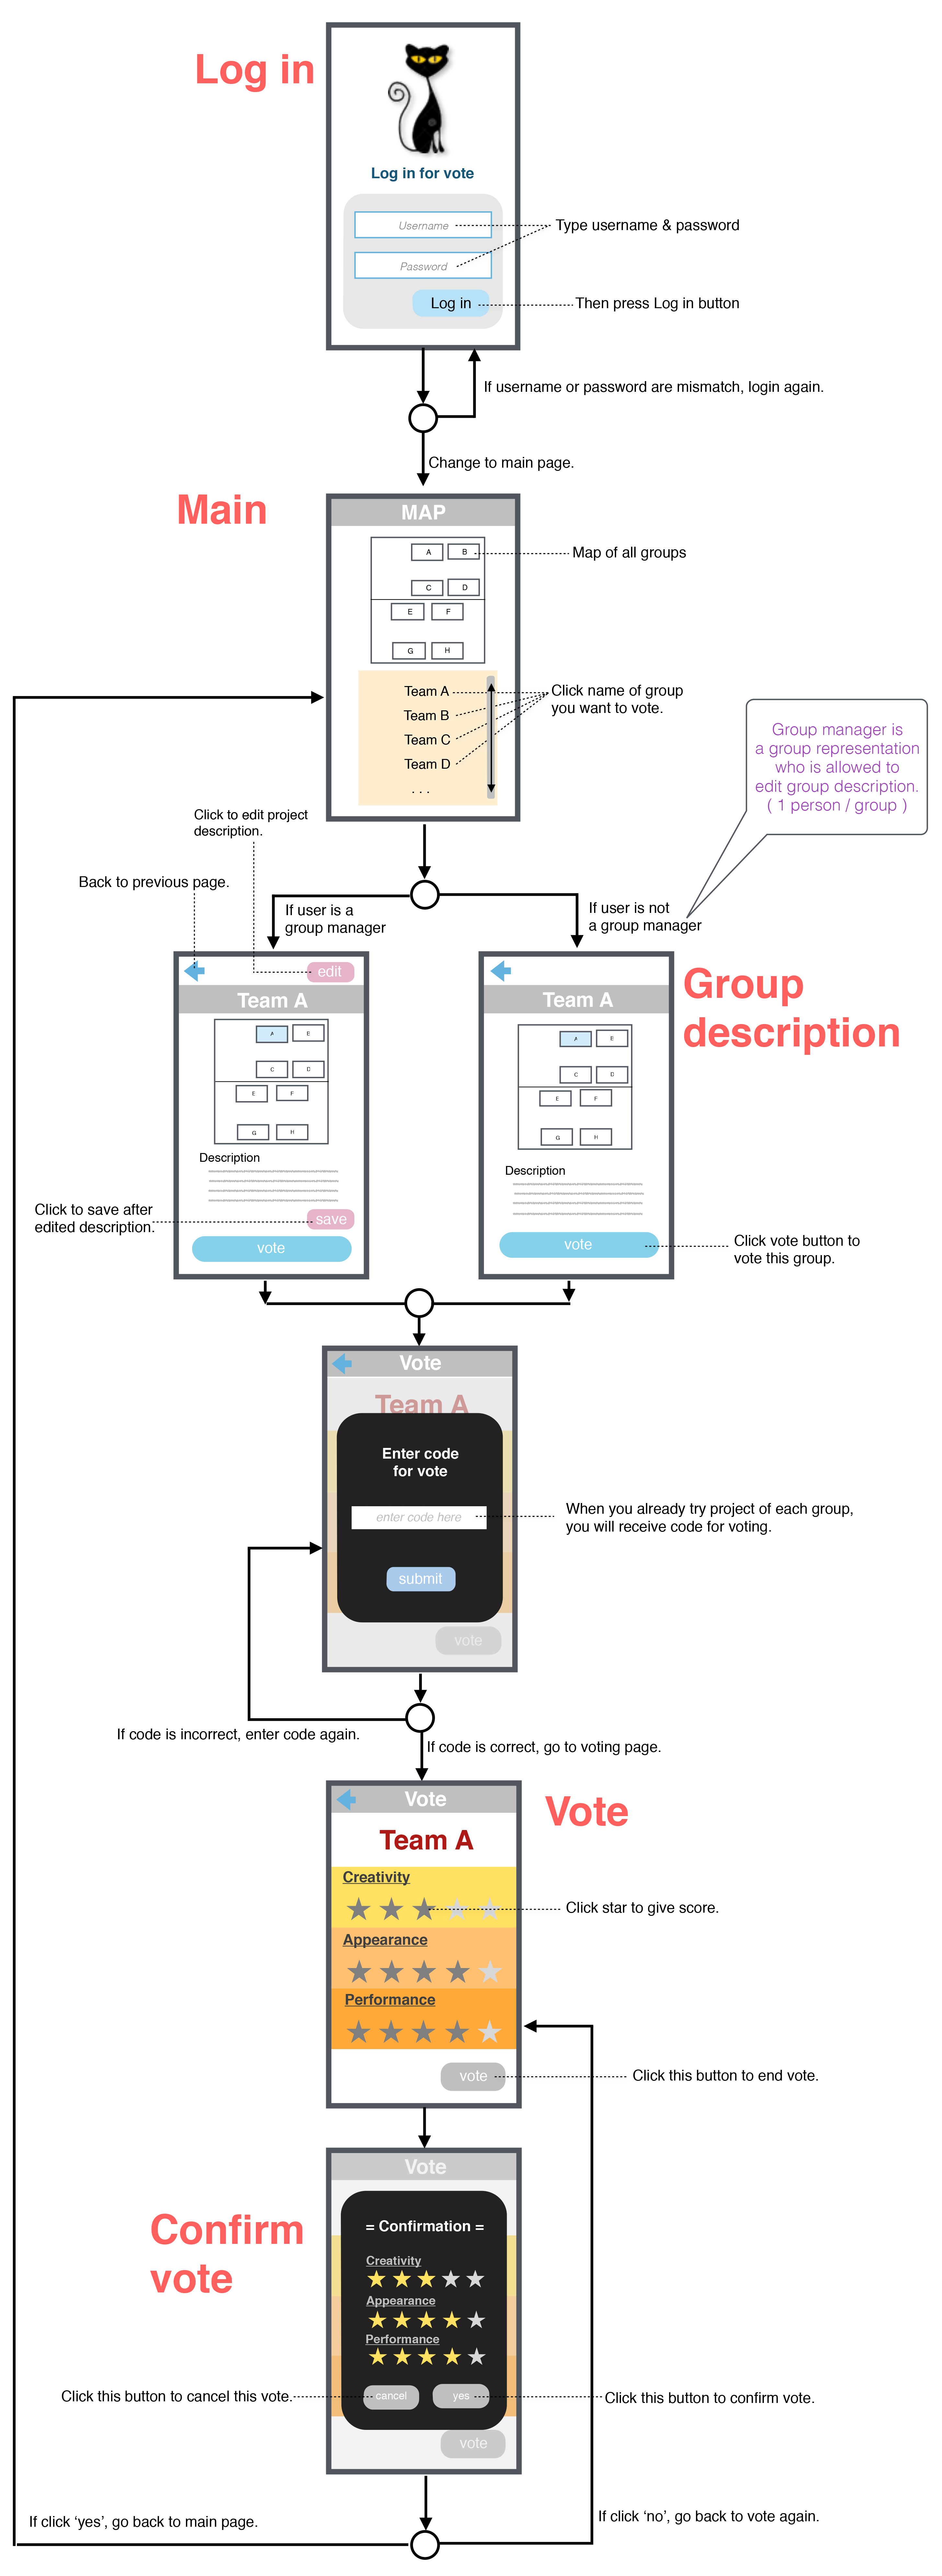 Log in
Log in for vote
Username
Type username & password
Password
Log in
Then press Log in button
If username or password are mismatch, login again.
Change to main page.
Main
MAP
A B
Map of all groups
C D
E F
G H
Team A
Click name of group
you want to vote.
Team B
Team C
Team D
. . .
Group manager is
a group representation
who is allowed to
edit group description.
( 1 person / group )
Click to edit project
description.
Back to previous page.
If user is a
group manager
If user is not
a group manager
edit
Team A
A E
C D
E F
G H
Description
Click to save after
edited description.
save
vote
Group
description
Team A
A E
C D
E F
G H
Description
vote
Click vote button to
vote this group.
Vote
Team A
Enter code
for vote
enter code here
When you already try project of each group,
you will receive code for voting.
submit
vote
If code is incorrect, enter code again.
If code is correct, go to voting page.
Vote
Vote
Team A
Creativity
Click star to give score.
Appearance
Performance
vote
Click this button to end vote.
Vote
Confirm
vote
= Confirmation =
Creativity
Appearance
Performance
Click this button to cancel this vote.
cancel
yes
Click this button to confirm vote.
vote
If click ‘yes’, go back to main page.
If click ‘no’, go back to vote again.